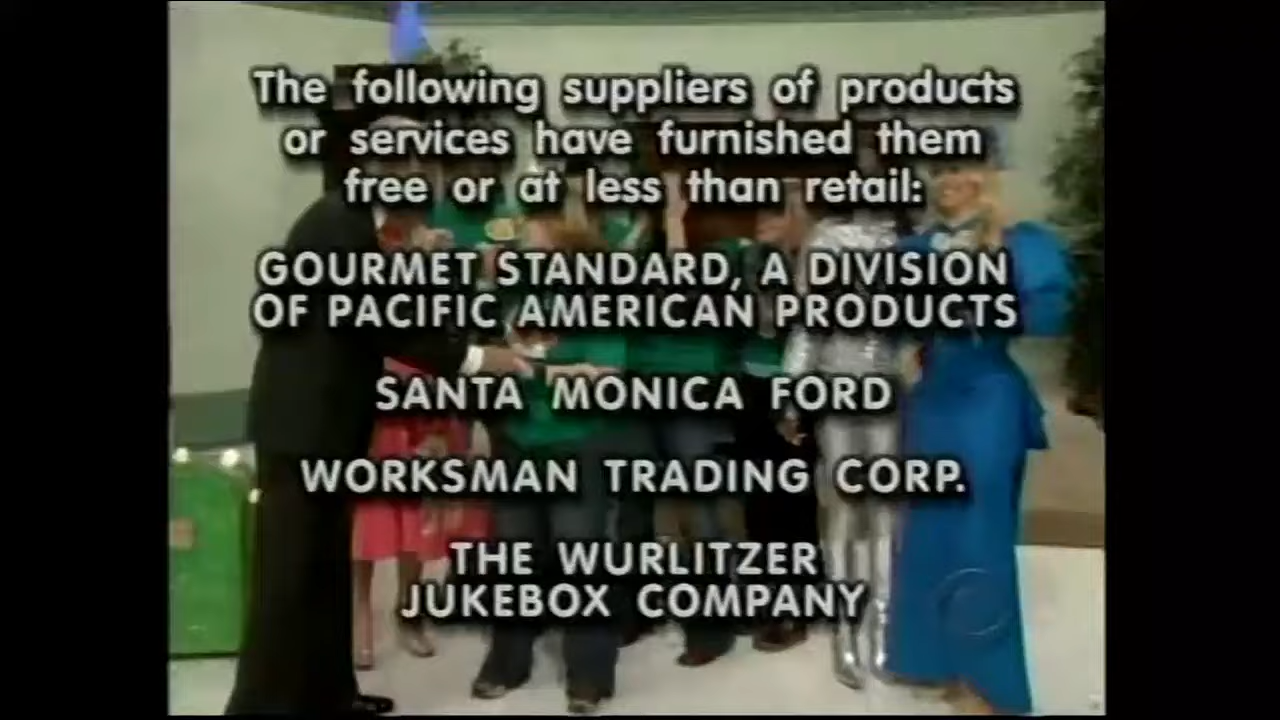 The following suppliers of products
or services have furnished them
free or at less than retail:
GOURMET STANDARD, A DIVISION
OF PACIFIC AMERICAN PRODUCTS
SANTA MONICA FORD
WORKSMAN TRADING CORP.
THE WURLITZER
JUKEBOX COMPANY